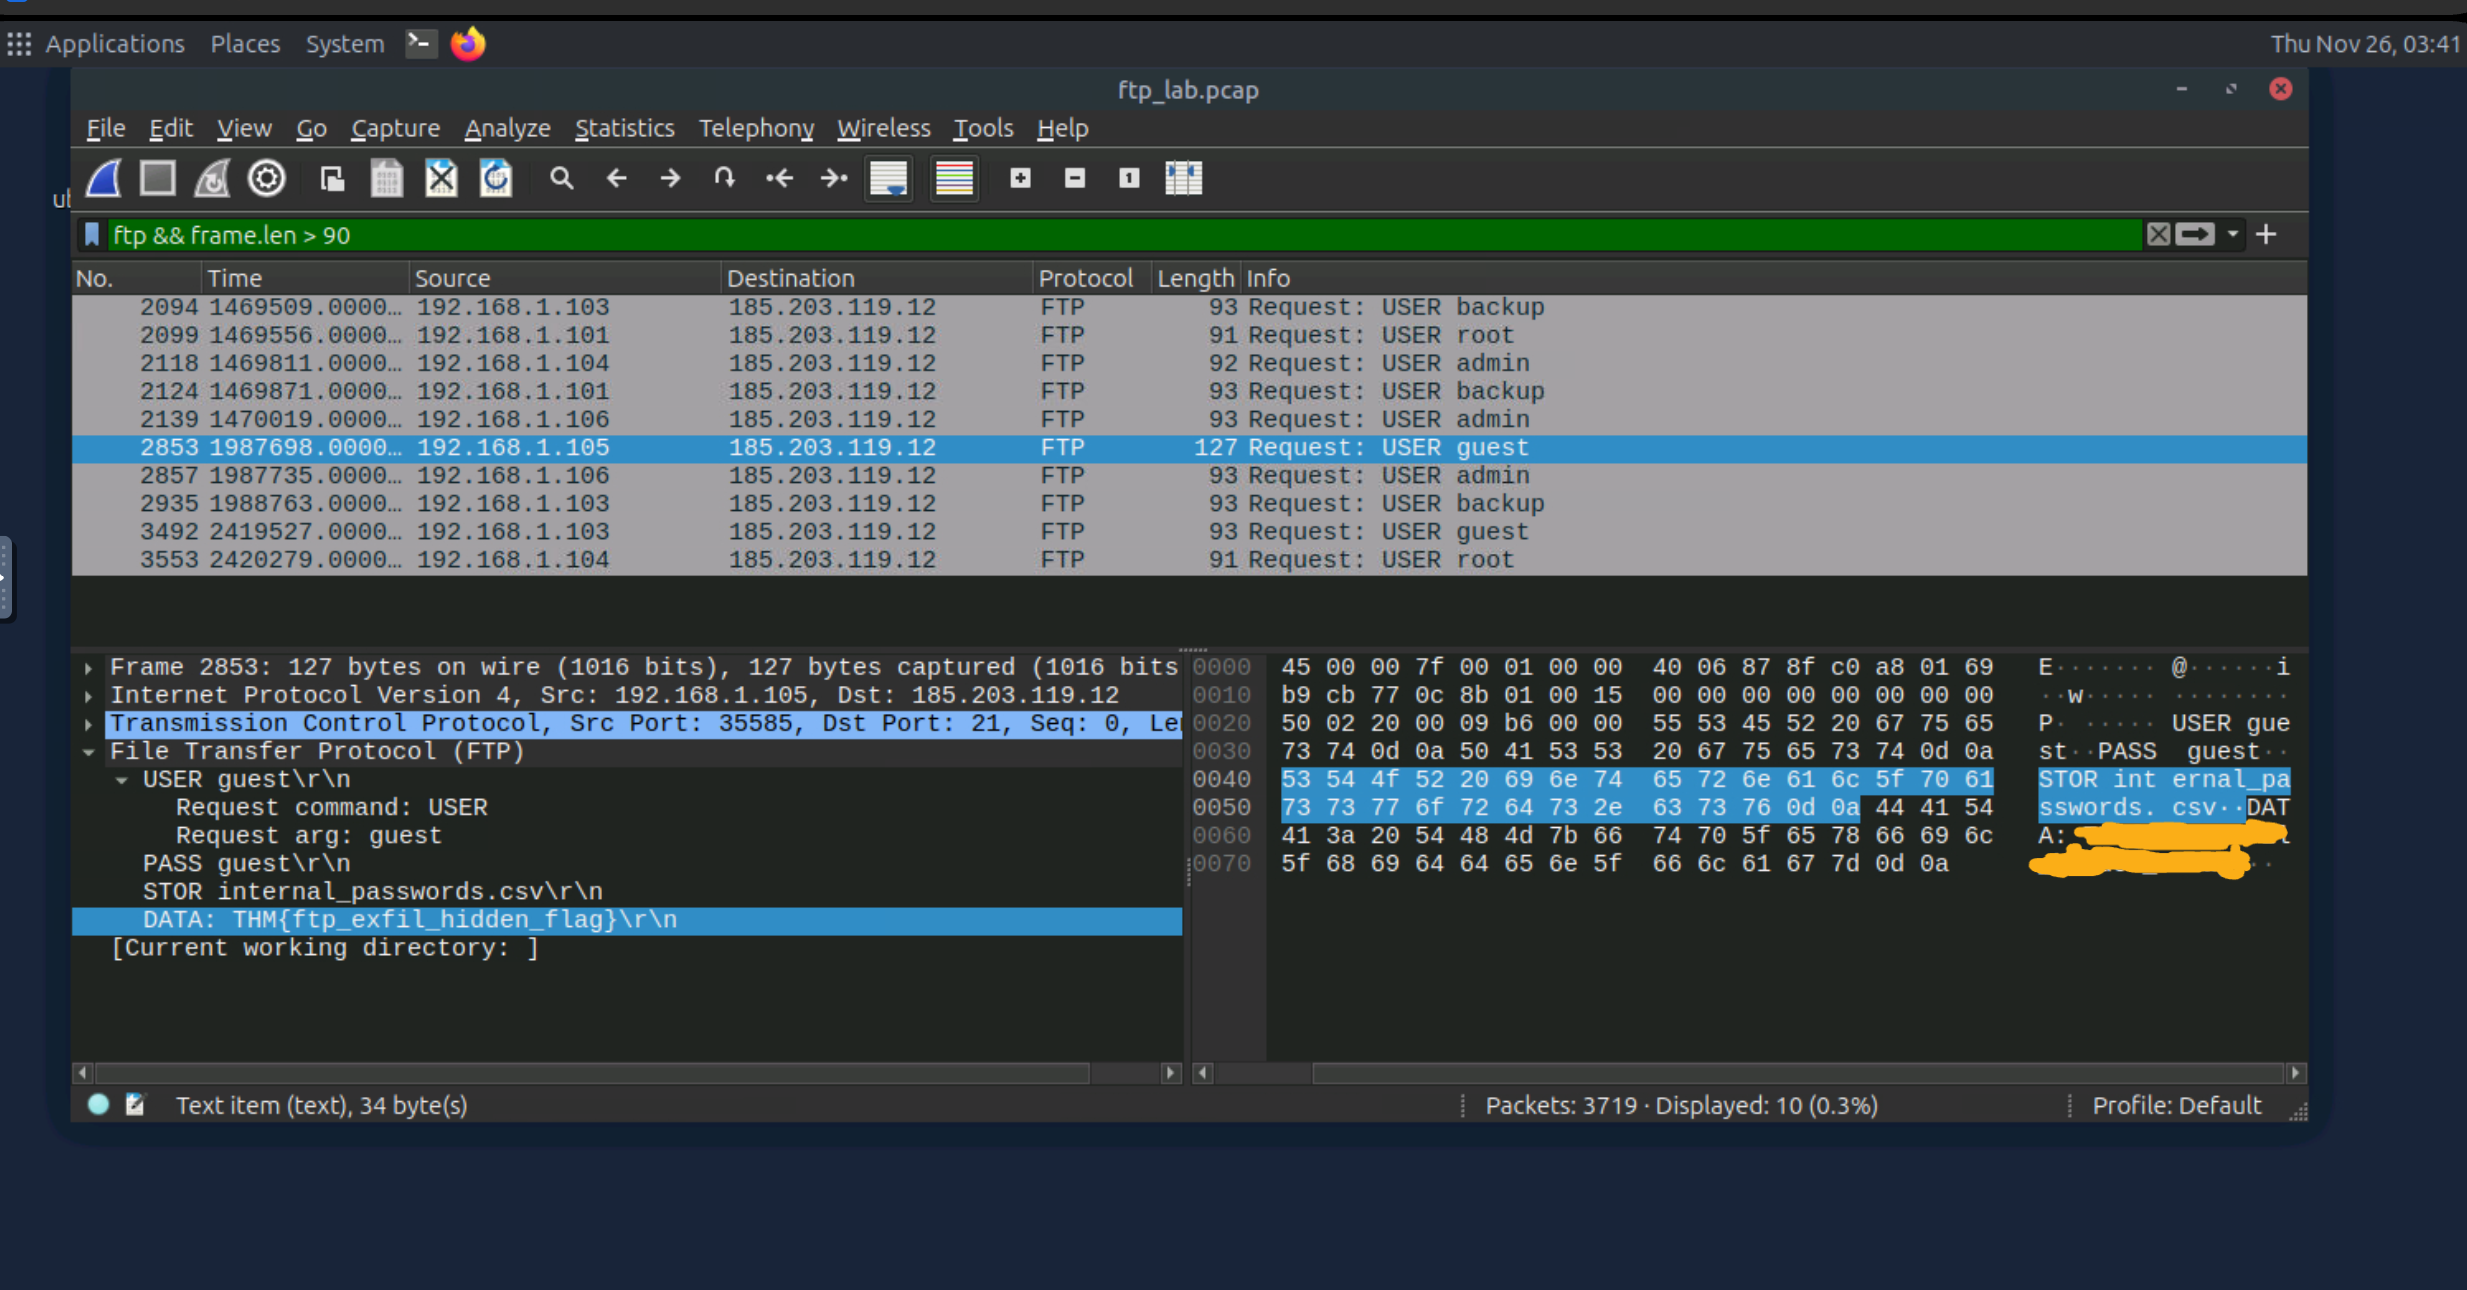 Applications Places System Thu Nov 26, 03:41
ftp_lab.pcap
File Edit View Go Capture Analyze Statistics Telephony Wireless Tools Help
ftp && frame.len > 90
No. Time Source Destination Protocol Length Info
2094 1469509.0000… 192.168.1.103 185.203.119.12 FTP 93 Request: USER backup
2099 1469556.0000… 192.168.1.101 185.203.119.12 FTP 91 Request: USER root
2118 1469811.0000… 192.168.1.104 185.203.119.12 FTP 92 Request: USER admin
2124 1469871.0000… 192.168.1.101 185.203.119.12 FTP 93 Request: USER backup
2139 1470019.0000… 192.168.1.106 185.203.119.12 FTP 93 Request: USER admin
2853 1987698.0000… 192.168.1.105 185.203.119.12 FTP 127 Request: USER guest
2857 1987735.0000… 192.168.1.106 185.203.119.12 FTP 93 Request: USER admin
2935 1988763.0000… 192.168.1.103 185.203.119.12 FTP 93 Request: USER backup
3492 2419527.0000… 192.168.1.103 185.203.119.12 FTP 93 Request: USER guest
3553 2420279.0000… 192.168.1.104 185.203.119.12 FTP 91 Request: USER root
Frame 2853: 127 bytes on wire (1016 bits), 127 bytes captured (1016 bits
Internet Protocol Version 4, Src: 192.168.1.105, Dst: 185.203.119.12
Transmission Control Protocol, Src Port: 35585, Dst Port: 21, Seq: 0, Le
File Transfer Protocol (FTP)
USER guest\r\n
Request command: USER
Request arg: guest
PASS guest\r\n
STOR internal_passwords.csv\r\n
DATA: THM{ftp_exfil_hidden_flag}\r\n
[Current working directory: ]
0000 45 00 00 7f 00 01 00 00 40 06 87 8f c0 a8 01 69 E······· @······i
0010 b9 cb 77 0c 8b 01 00 15 00 00 00 00 00 00 00 00 ··w····· ········
0020 50 02 20 00 09 b6 00 00 55 53 45 52 20 67 75 65 P· ····· USER gue
0030 73 74 0d 0a 50 41 53 53 20 67 75 65 73 74 0d 0a st··PASS guest··
0040 53 54 4f 52 20 69 6e 74 65 72 6e 61 6c 5f 70 61 STOR int ernal_pa
0050 73 73 77 6f 72 64 73 2e 63 73 76 0d 0a 44 41 54 sswords. csv··DAT
0060 41 3a 20 54 48 4d 7b 66 74 70 5f 65 78 66 69 6c A:
0070 5f 68 69 64 64 65 6e 5f 66 6c 61 67 7d 0d 0a ··
Text item (text), 34 byte(s) Packets: 3719 · Displayed: 10 (0.3%) Profile: Default